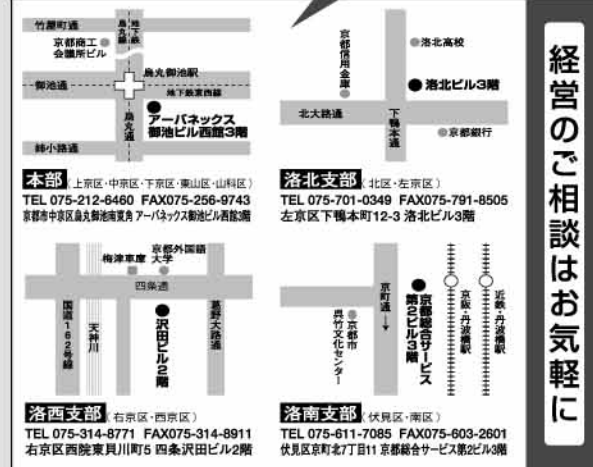 経営のご相談はお気軽に
竹屋町通
烏丸線
地下鉄
京都商工
会議所ビル
御池通
烏丸御池駅
地下鉄東西線
アーバネックス
御池ビル西館3階
烏丸通
姉小路通
本部(上京区・中京区・下京区・東山区・山科区)
TEL 075-212-6460 FAX075-256-9743
京都市中京区烏丸御池南東角 アーバネックス御池ビル西館3階
京都信用金庫
洛北高校
洛北ビル3階
北大路通
下鴨本通
京都銀行
洛北支部(北区・左京区)
TEL 075-701-0349 FAX075-791-8505
左京区下鴨本町12-3 洛北ビル3階
京都外国語
大学
梅津車庫
四条通
国道162号線
天神川
沢田ビル2階
葛野大路通
洛西支部(右京区・西京区)
TEL 075-314-8771 FAX075-314-8911
右京区西院東貝川町5 四条沢田ビル2階
京町通→
京都市
呉竹文化センター
京都総合サービス
第2ビル3階
京阪・丹波橋駅
近鉄・丹波橋駅
洛南支部(伏見区・南区)
TEL 075-611-7085 FAX075-603-2601
伏見区京町北7丁目11 京都総合サービス第2ビル3階